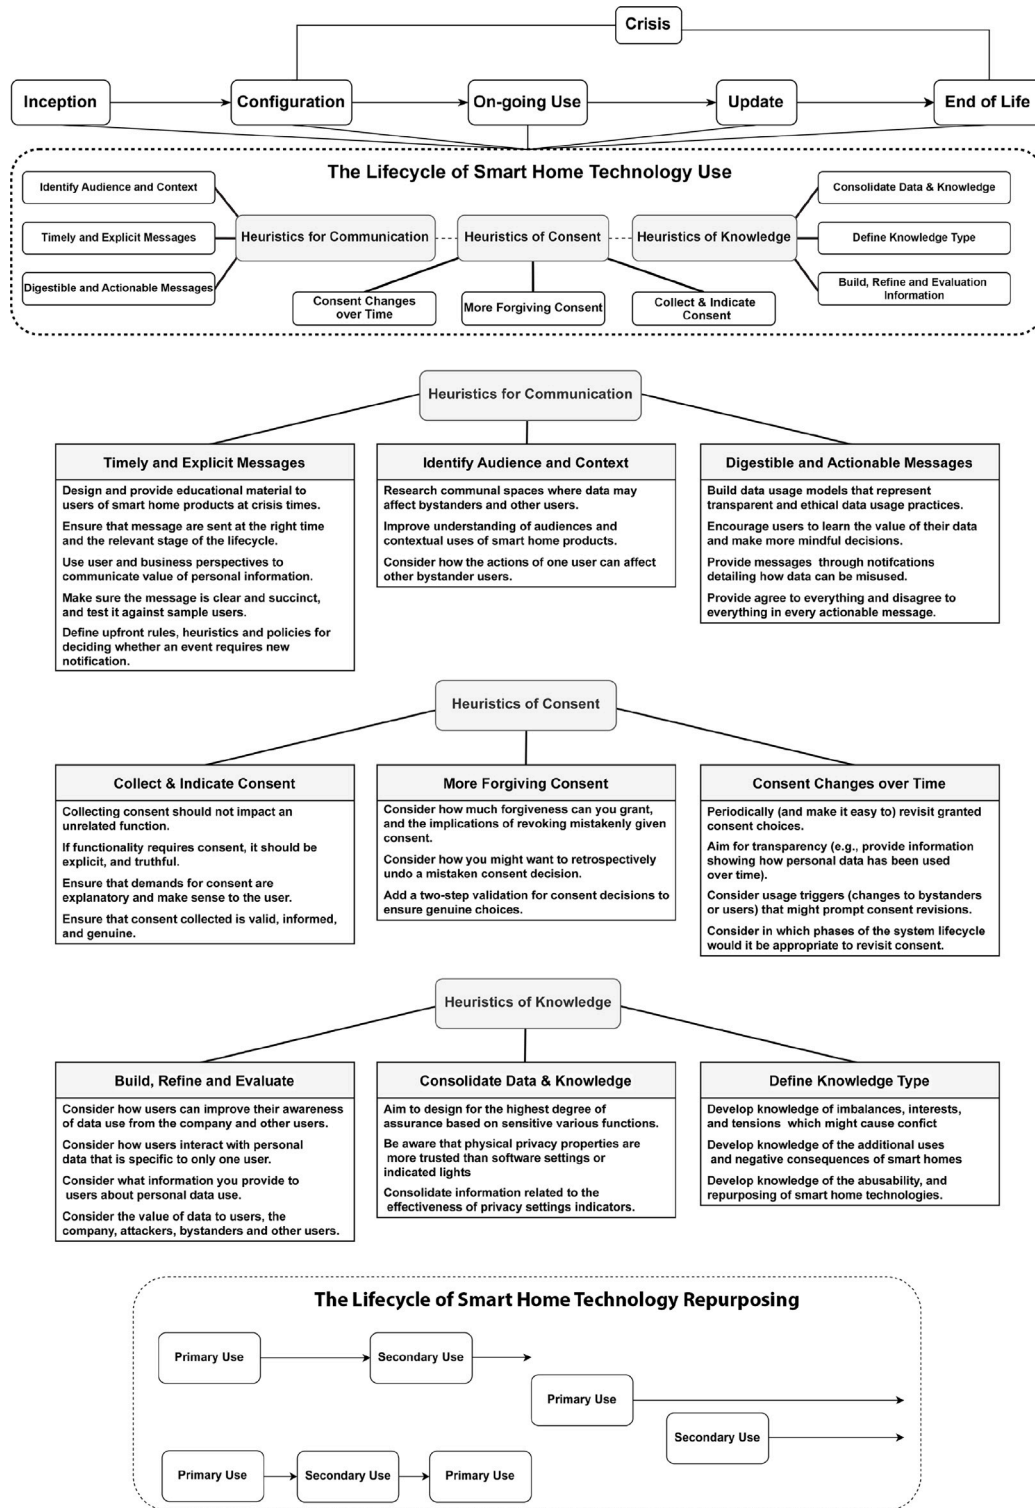 Crisis
Inception
Configuration
On-going Use
Update
End of Life
The Lifecycle of Smart Home Technology Use
Identify Audience and Context
Timely and Explicit Messages
Digestible and Actionable Messages
Heuristics for Communication
Heuristics of Consent
Heuristics of Knowledge
Consolidate Data & Knowledge
Define Knowledge Type
Build, Refine and Evaluation
Information
Consent Changes
over Time
More Forgiving Consent
Collect & Indicate
Consent
Heuristics for Communication
Timely and Explicit Messages
Design and provide educational material to
users of smart home products at crisis times.
Ensure that message are sent at the right time
and the relevant stage of the lifecycle.
Use user and business perspectives to
communicate value of personal information.
Make sure the message is clear and succinct,
and test it against sample users.
Define upfront rules, heuristics and policies for
deciding whether an event requires new
notification.
Identify Audience and Context
Research communal spaces where data may
affect bystanders and other users.
Improve understanding of audiences and
contextual uses of smart home products.
Consider how the actions of one user can affect
other bystander users.
Digestible and Actionable Messages
Build data usage models that represent
transparent and ethical data usage practices.
Encourage users to learn the value of their data
and make more mindful decisions.
Provide messages through notifcations
detailing how data can be misused.
Provide agree to everything and disagree to
everything in every actionable message.
Heuristics of Consent
Collect & Indicate Consent
Collecting consent should not impact an
unrelated function.
If functionality requires consent, it should be
explicit, and truthful.
Ensure that demands for consent are
explanatory and make sense to the user.
Ensure that consent collected is valid, informed,
and genuine.
More Forgiving Consent
Consider how much forgiveness can you grant,
and the implications of revoking mistakenly given
consent.
Consider how you might want to retrospectively
undo a mistaken consent decision.
Add a two-step validation for consent decisions to
ensure genuine choices.
Consent Changes over Time
Periodically (and make it easy to) revisit granted
consent choices.
Aim for transparency (e.g., provide information
showing how personal data has been used
over time).
Consider usage triggers (changes to bystanders
or users) that might prompt consent revisions.
Consider in which phases of the system lifecycle
would it be appropriate to revisit consent.
Heuristics of Knowledge
Build, Refine and Evaluate
Consider how users can improve their awareness
of data use from the company and other users.
Consider how users interact with personal
data that is specific to only one user.
Consider what information you provide to
users about personal data use.
Consider the value of data to users, the
company, attackers, bystanders and other users.
Consolidate Data & Knowledge
Aim to design for the highest degree of
assurance based on sensitive various functions.
Be aware that physical privacy properties are
more trusted than software settings or
indicated lights
Consolidate information related to the
effectiveness of privacy settings indicators.
Define Knowledge Type
Develop knowledge of imbalances, interests,
and tensions which might cause confict
Develop knowledge of the additional uses
and negative consequences of smart homes
Develop knowledge of the abusability, and
repurposing of smart home technologies.
The Lifecycle of Smart Home Technology Repurposing
Primary Use
Secondary Use
Primary Use
Secondary Use
Primary Use
Secondary Use
Primary Use